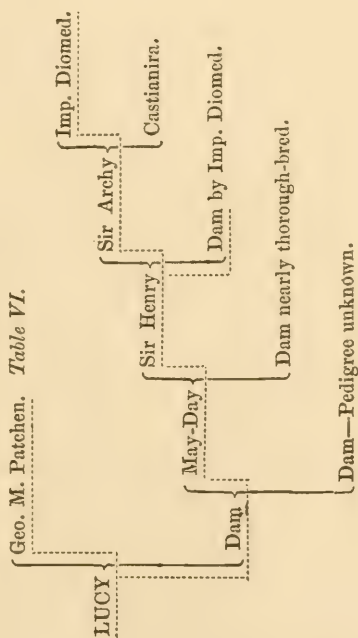 Geo. M. Patchen. Table VI.
LUCY
Dam
May-Day
Dam—Pedigree unknown.
Sir Henry
Dam nearly thorough-bred.
Sir Archy
Dam by Imp. Diomed.
Imp. Diomed.
Castianira.